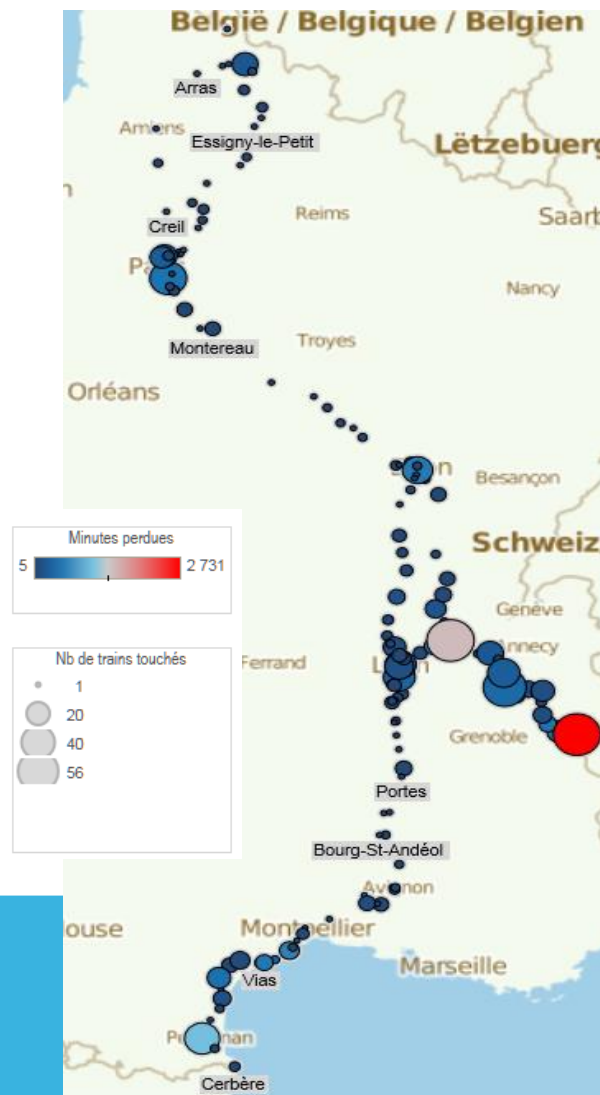 België / Belgique / Belgien
Arras
Amiens
Essigny-le-Petit
Lëtzeburg
Reims
Saarb
Creil
Nancy
Montereau
Troyes
Orléans
Besançon
Minutes perdues
5
2 731
Schweiz
Genève
Annecy
Nb de trains touchés
1
20
40
56
Ferrand
Grenoble
Portes
Bourg-St-Andéol
Avignon
ouse
Montpellier
Marseille
Vias
Cerbère